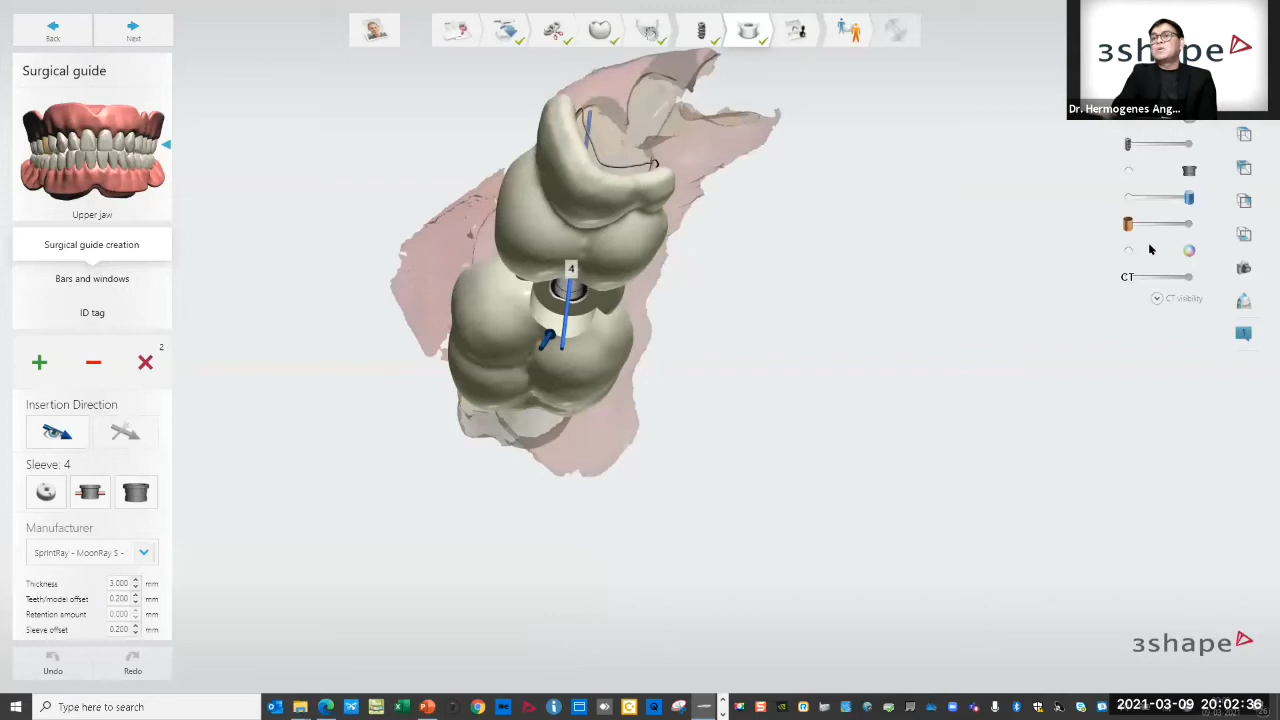 Back
Next
Surgical guide
Upper jaw
Surgical guide creation
Bars and windows
ID tag
2
Insertion Direction
Sleeve: 4
Manufacturer
SprintRay - MoonRay S -
Thickness 3.000 mm
Teeth/model offset 0.200 mm
Retention amount 0.000 mm
Sleeve offset 0.200 mm
Undo
Redo
4
3shape
Dr. Hermogenes Ang...
CT
CT visibility
3shape
Type here to search
2021-03-09 20:02:36